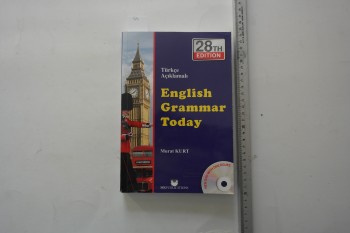 28TH
EDITION
Türkçe
Açıklamalı
English
Grammar
Today
Murat KURT